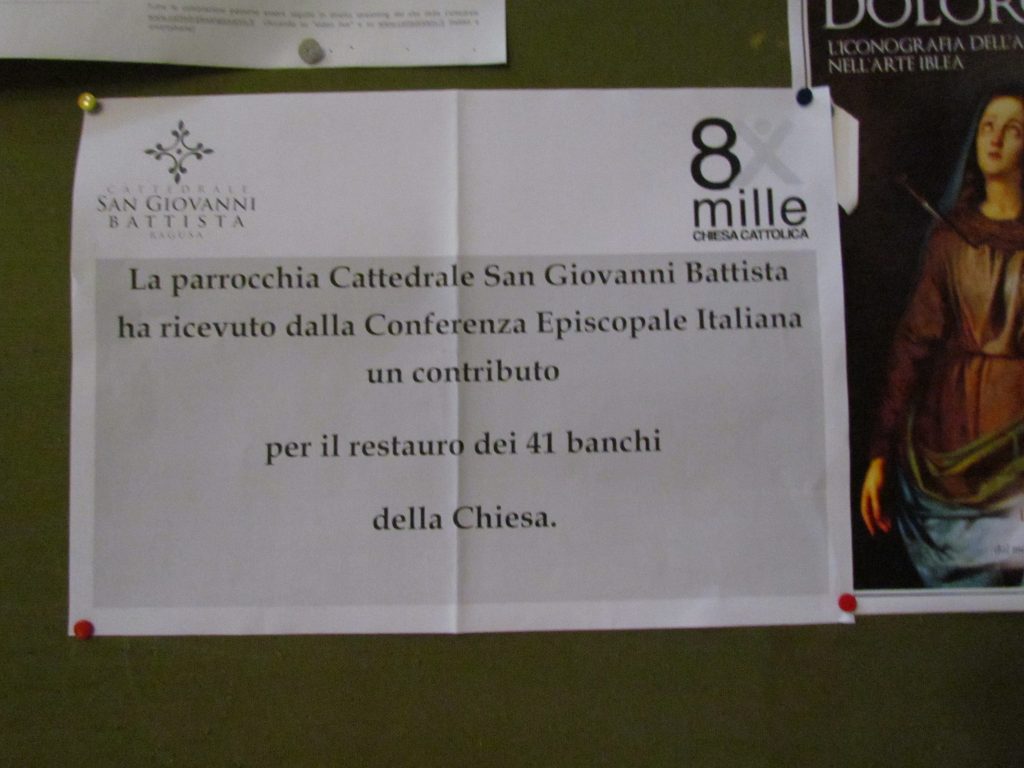 DOLOR
L'ICONOGRAFIA DELL'A
NELL'ARTE IBLEA
CATTEDRALE
SAN GIOVANNI
BATTISTA
RAGUSA
8X
mille
CHIESA CATTOLICA
La parrocchia Cattedrale San Giovanni Battista
ha ricevuto dalla Conferenza Episcopale Italiana
un contributo
per il restauro dei 41 banchi
della Chiesa.